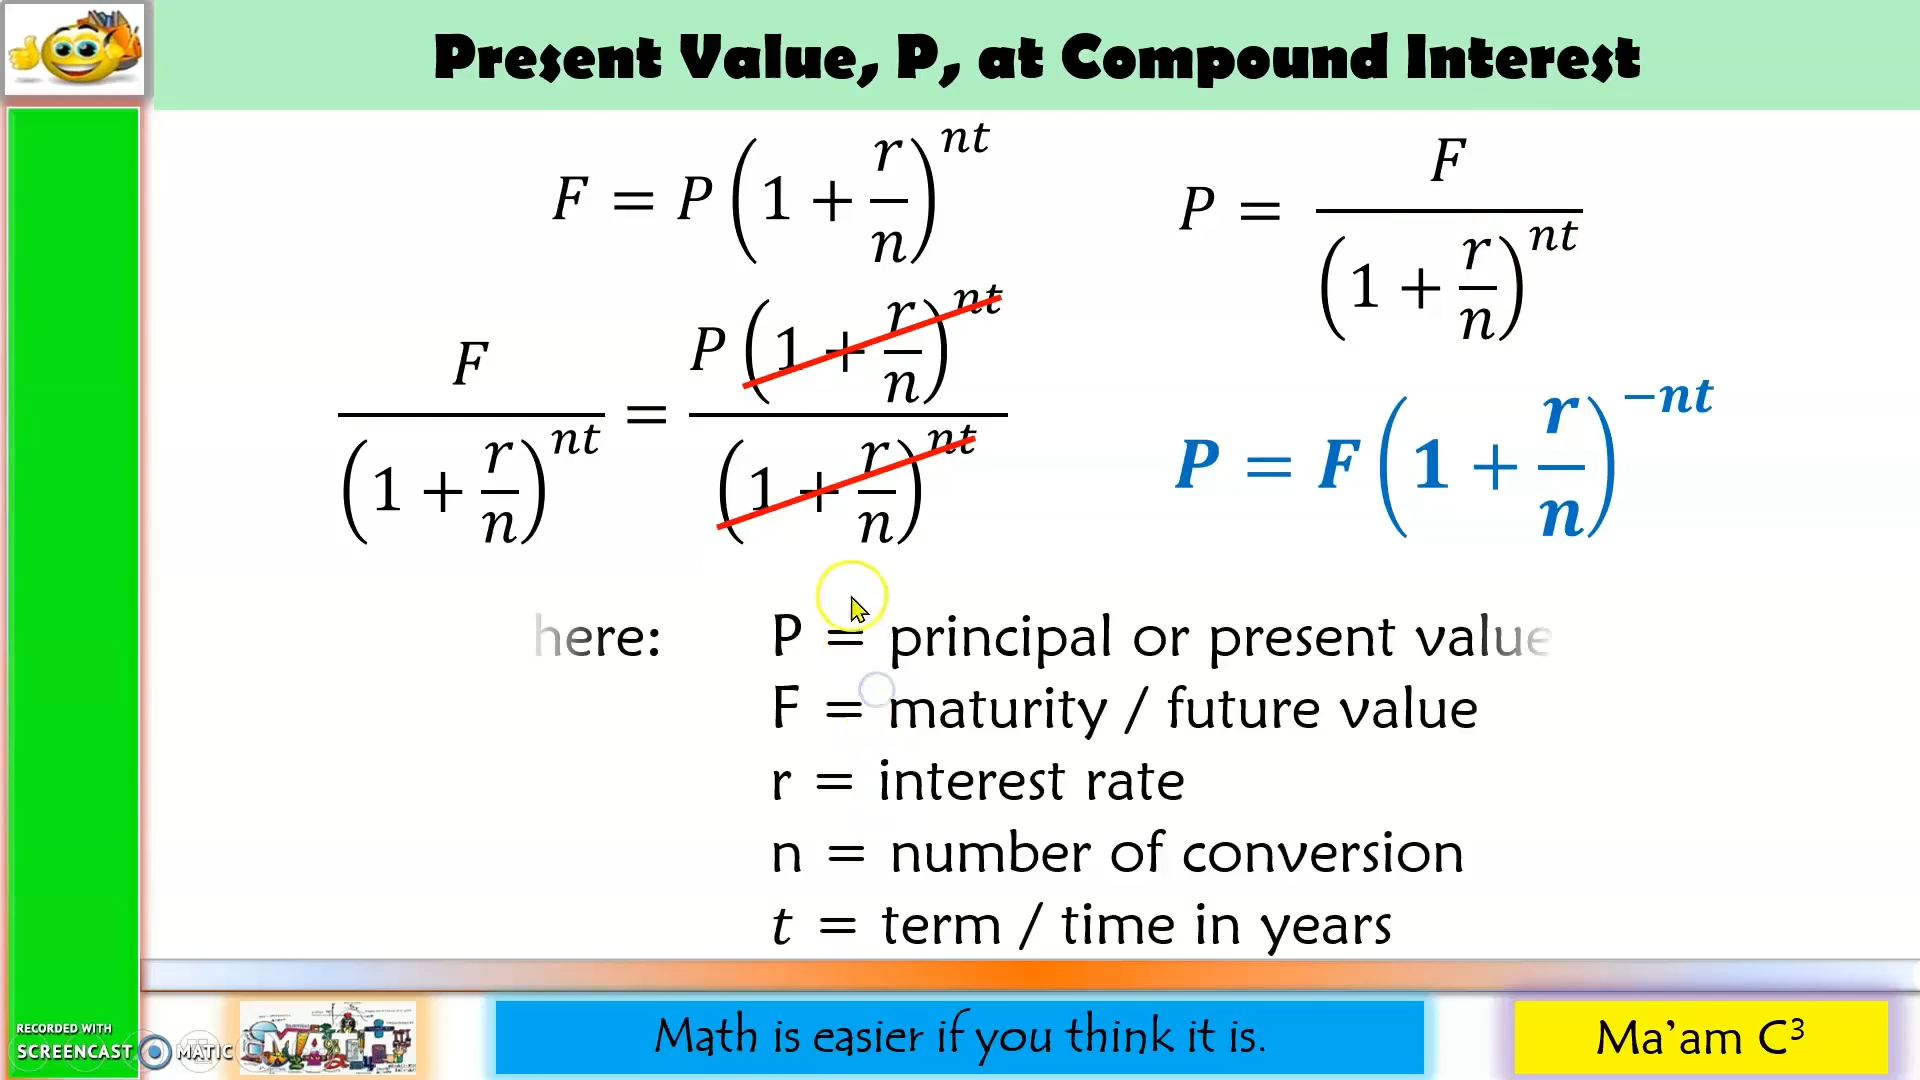 Present Value, P, at Compound Interest
F = P(1 + r/n)^nt
P = F/(1 + r/n)^nt
F/(1 + r/n)^nt = P(1 + r/n)^nt/(1 + r/n)^nt
P = F(1 + r/n)^−nt
here: P = principal or present value
F = maturity / future value
r = interest rate
n = number of conversion
t = term / time in years
RECORDED WITH
SCREENCAST MATIC
MATH
Math is easier if you think it is.
Ma'am C³